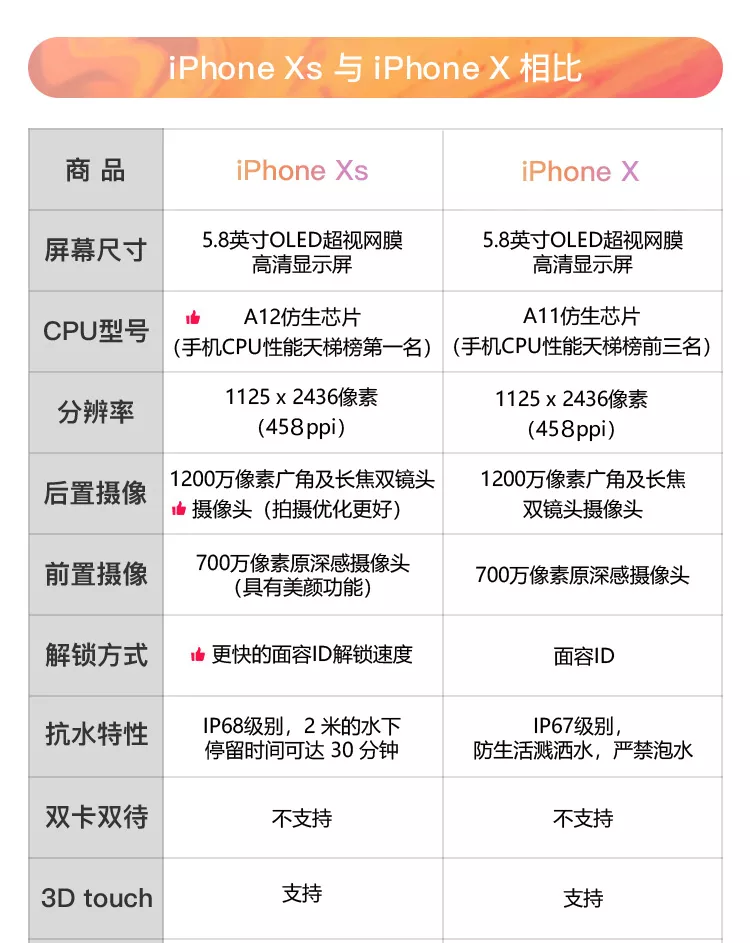 iPhone Xs 与 iPhone X 相比
商 品
iPhone Xs
iPhone X
屏幕尺寸
5.8英寸OLED超视网膜
高清显示屏
5.8英寸OLED超视网膜
高清显示屏
CPU型号
A12仿生芯片
（手机CPU性能天梯榜第一名）
A11仿生芯片
（手机CPU性能天梯榜前三名）
分辨率
1125 x 2436像素
（458ppi）
1125 x 2436像素
（458ppi）
后置摄像
1200万像素广角及长焦双镜头
摄像头（拍摄优化更好）
1200万像素广角及长焦
双镜头摄像头
前置摄像
700万像素原深感摄像头
（具有美颜功能）
700万像素原深感摄像头
解锁方式
更快的面容ID解锁速度
面容ID
抗水特性
IP68级别，2 米的水下
停留时间可达 30 分钟
IP67级别，
防生活溅洒水，严禁泡水
双卡双待
不支持
不支持
3D touch
支持
支持